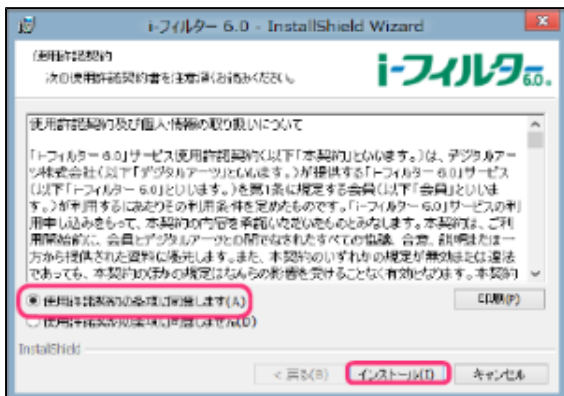 i-フィルター 6.0 - InstallShield Wizard
使用許諾契約
次の使用許諾契約書を注意深くお読みください。
i-フィルター6.0.
使用許諾契約及び個人情報の取り扱いについて
「i-フィルター 6.0」サービス使用許諾契約(以下「本契約」といいます。)は、デジタルアー
ツ株式会社(以下「デジタルアーツ」といいます。)が提供する「i-フィルター 6.0」サービス
(以下「i-フィルター 6.0」といいます。)を第1条に規定する会員(以下「会員」といいま
す。)が利用するにあたりその利用条件を定めたものです。「i-フィルター 6.0」サービスの利
用申し込みをもって、本契約の内容を承諾いただいたものとみなします。本契約は、ご利
用開始前に、会員とデジタルアーツとの間でなされたすべての協議、合意、説明または一
方から提供された資料に優先します。また、本契約のいずれかの規定が無効または違法
であっても、本契約のほかの規定はなんらの影響を受けることなく有効となります。本契約
使用許諾契約の条項に同意します(A)
印刷(P)
使用許諾契約の条項に同意しません(D)
InstallShield
< 戻る(B)
インストール(I)
キャンセル